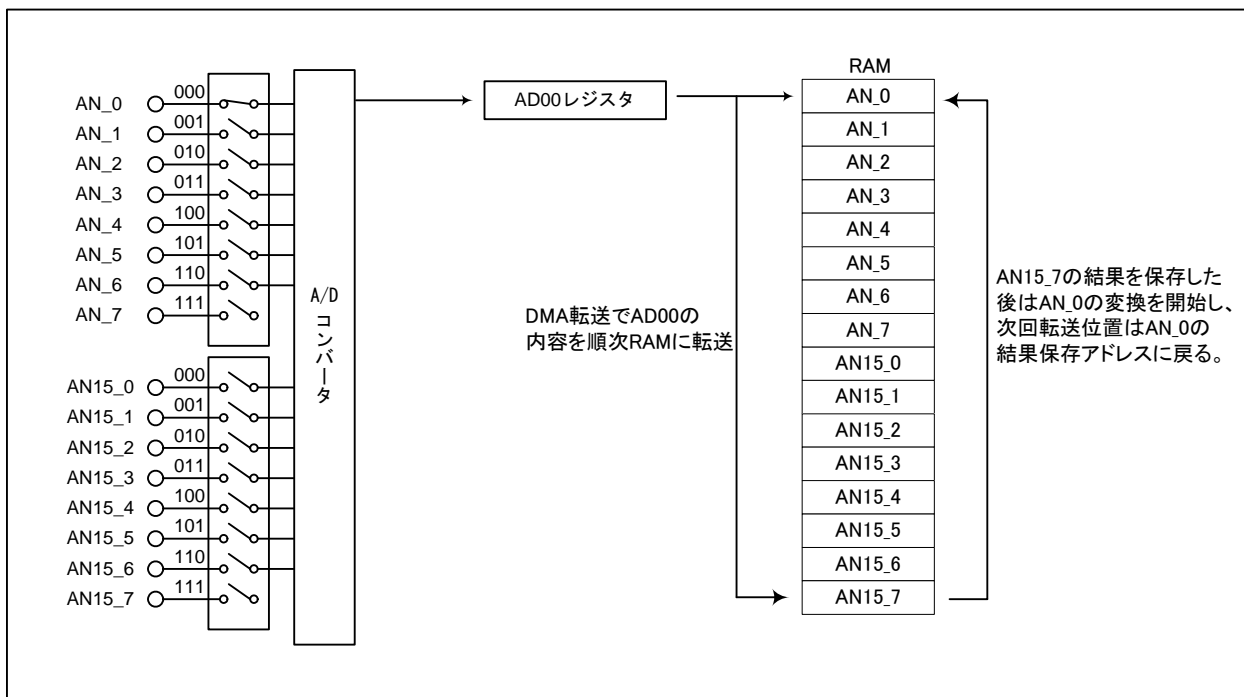 AN_0 000
AN_1 001
AN_2 010
AN_3 011
AN_4 100
AN_5 101
AN_6 110
AN_7 111
AN15_0 000
AN15_1 001
AN15_2 010
AN15_3 011
AN15_4 100
AN15_5 101
AN15_6 110
AN15_7 111
A/D
コンバータ
AD00レジスタ
DMA転送でAD00の
内容を順次RAMに転送
RAM
AN_0
AN_1
AN_2
AN_3
AN_4
AN_5
AN_6
AN_7
AN15_0
AN15_1
AN15_2
AN15_3
AN15_4
AN15_5
AN15_6
AN15_7
AN15_7の結果を保存した
後はAN_0の変換を開始し、
次回転送位置はAN_0の
結果保存アドレスに戻る。